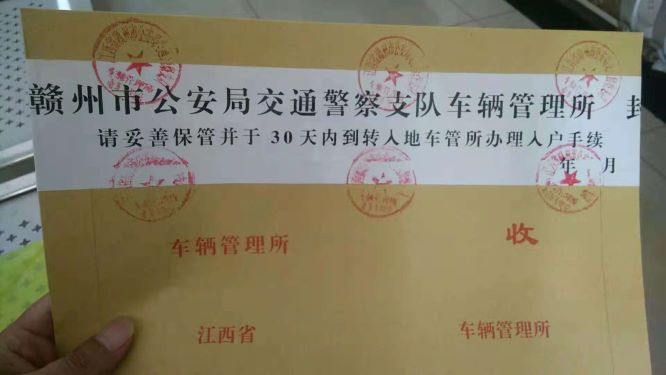 赣州市公安局交通警察支队车辆管理所 封
请妥善保管并于 30 天内到转入地车管所办理入户手续
年 月
车辆管理所 收
江西省 车辆管理所